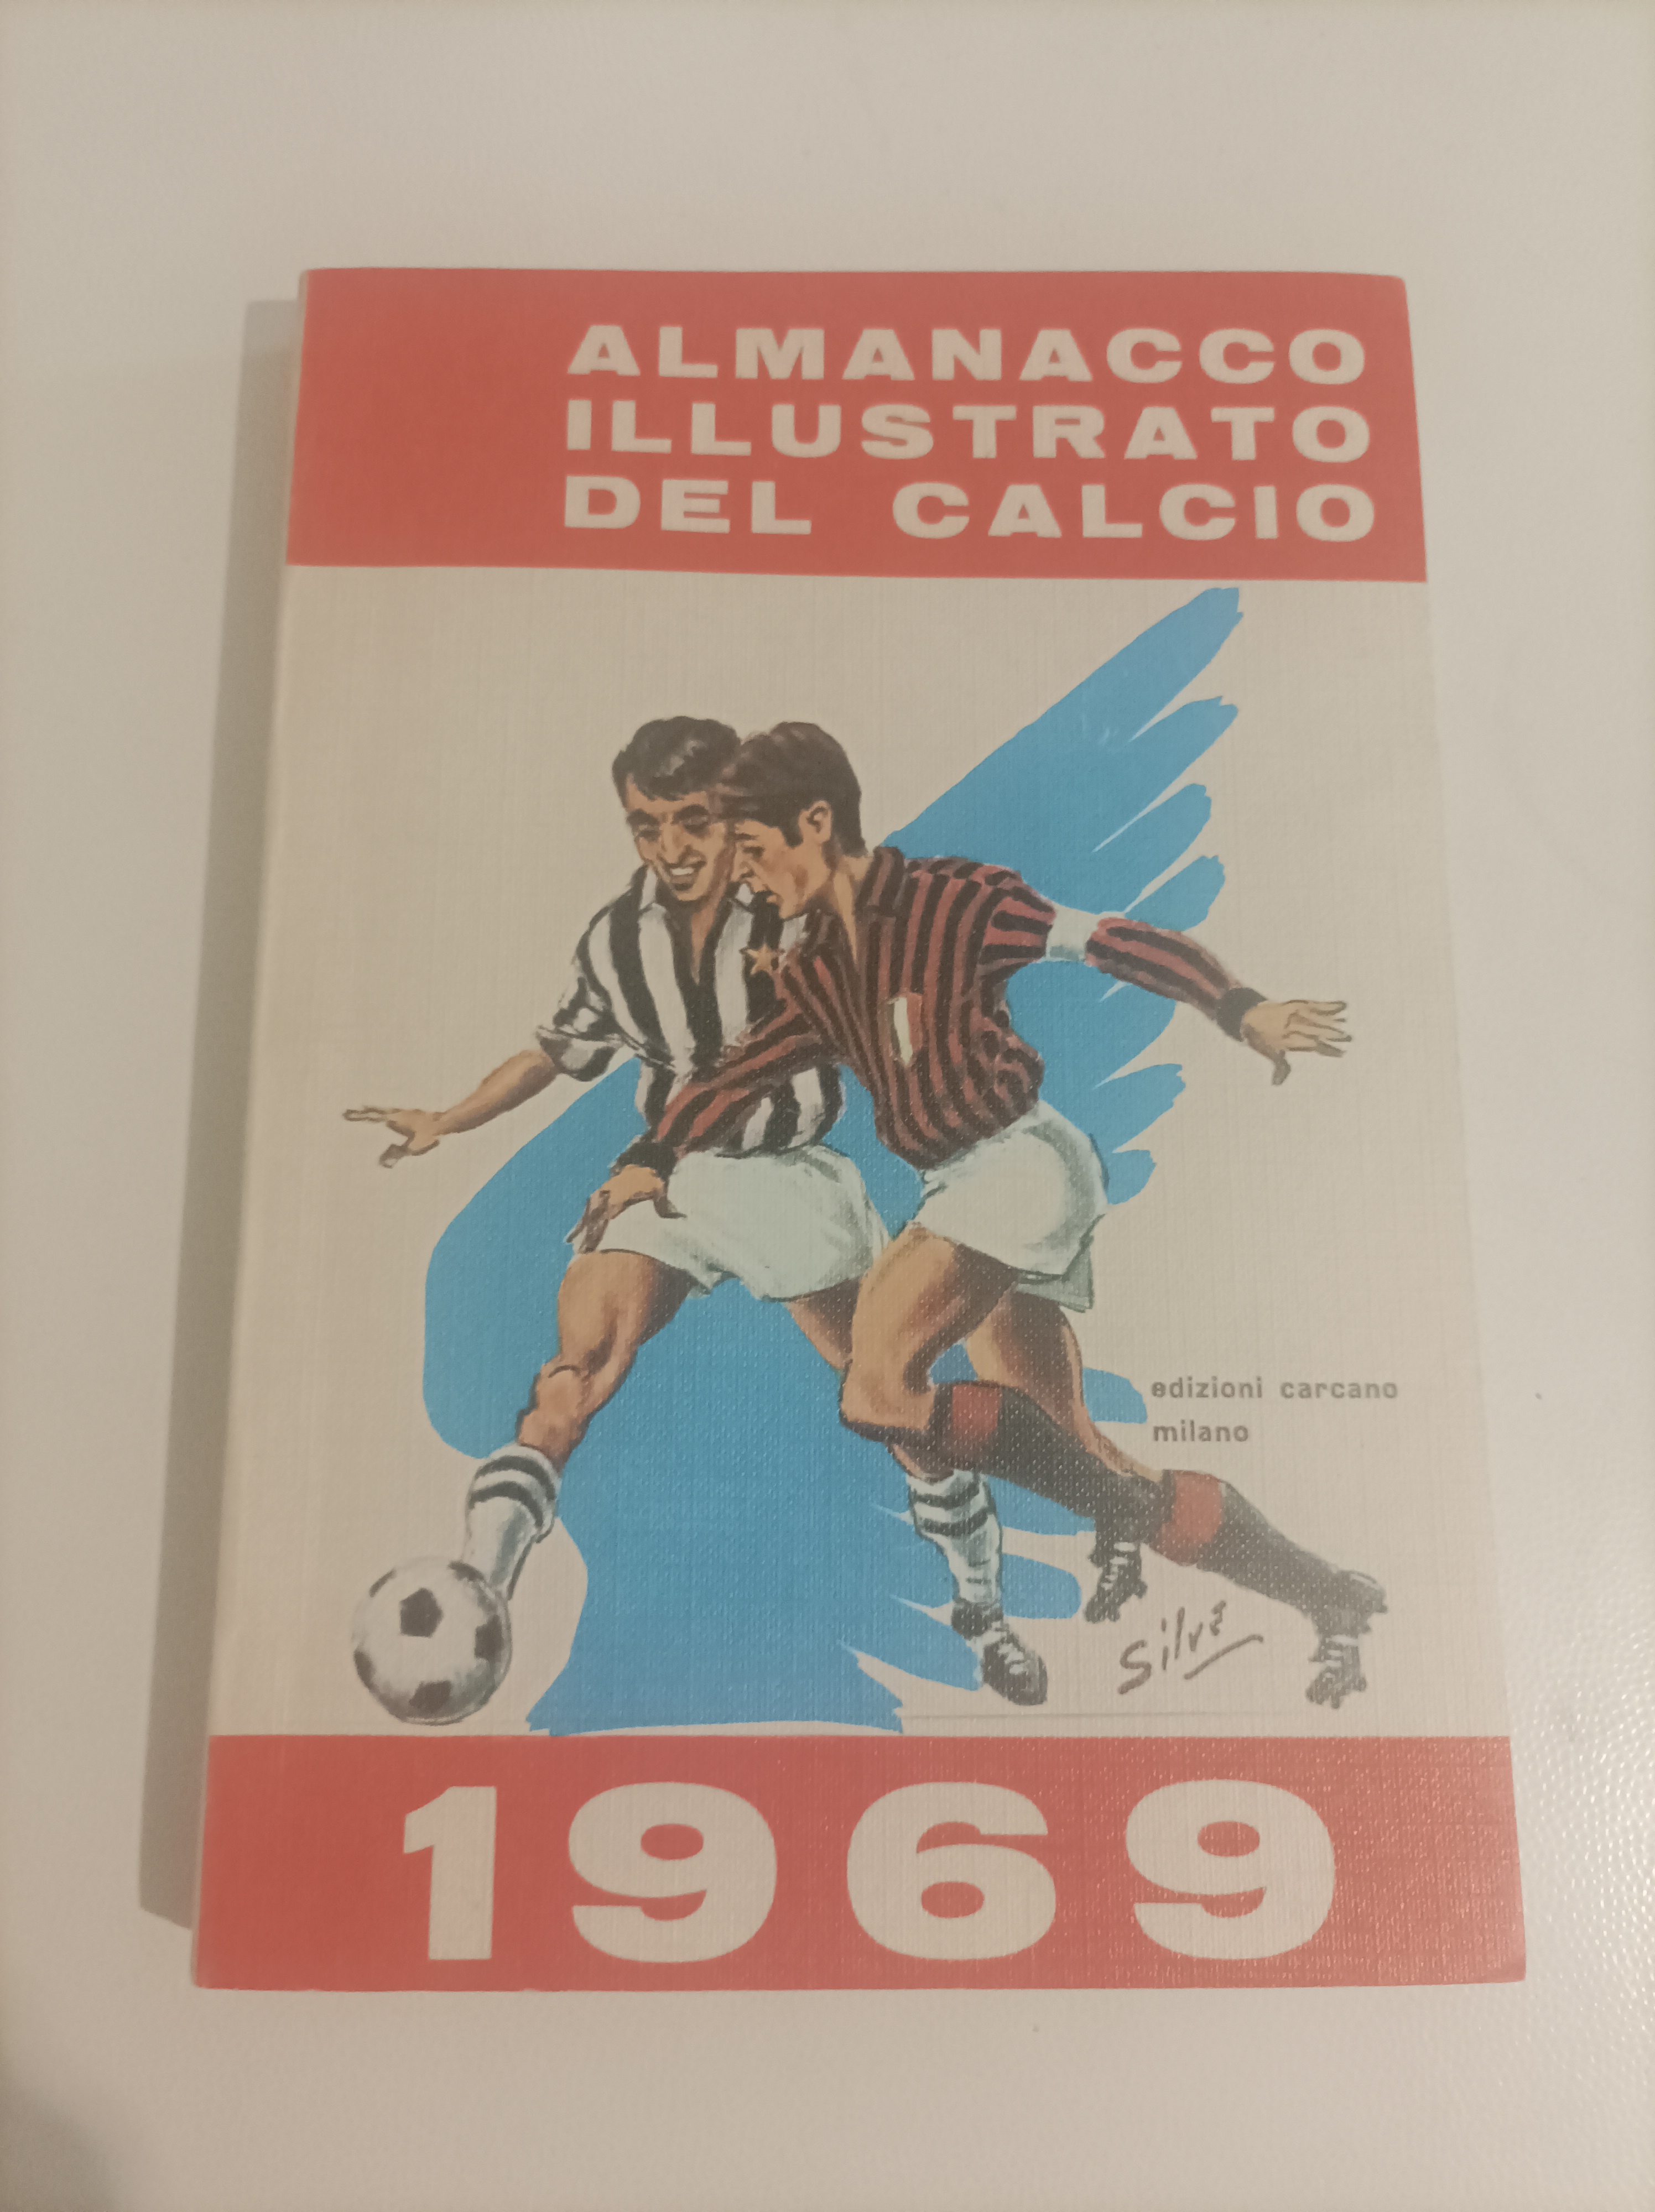 ALMANACCO
ILLUSTRATO
DEL CALCIO
edizioni carcano
milano
Silva
1969